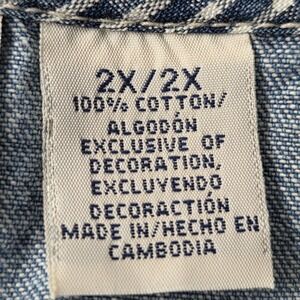 2X/2X
100% COTTON/
ALGODÓN
EXCLUSIVE OF
DECORATION,
EXCLUYENDO
DECORACTIÓN
MADE IN/HECHO EN
CAMBODIA